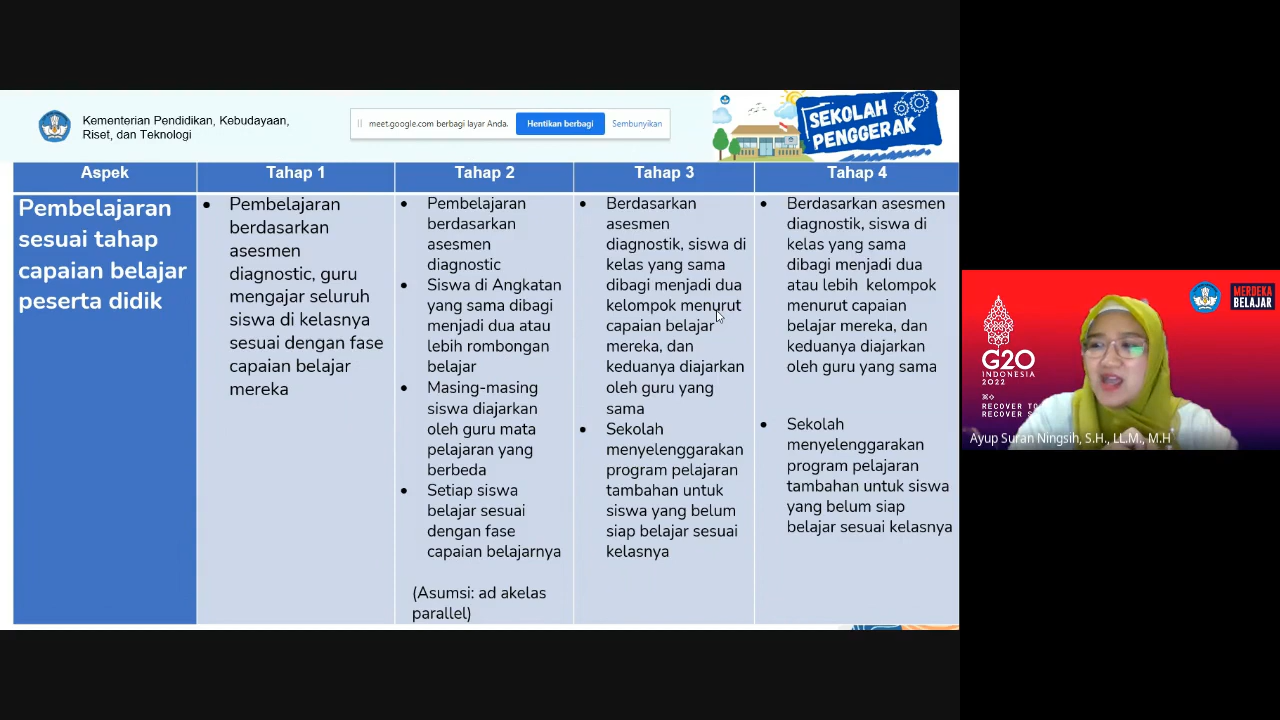 Kementerian Pendidikan, Kebudayaan,
Riset, dan Teknologi
meet.google.com berbagi layar Anda.
Hentikan berbagi
Sembunyikan
SEKOLAH
PENGGERAK
Aspek
Tahap 1
Tahap 2
Tahap 3
Tahap 4
Pembelajaran
sesuai tahap
capaian belajar
peserta didik
• Pembelajaran
berdasarkan
asesmen
diagnostic, guru
mengajar seluruh
siswa di kelasnya
sesuai dengan fase
capaian belajar
mereka
• Pembelajaran
berdasarkan
asesmen
diagnostic
• Siswa di Angkatan
yang sama dibagi
menjadi dua atau
lebih rombongan
belajar
• Masing-masing
siswa diajarkan
oleh guru mata
pelajaran yang
berbeda
• Setiap siswa
belajar sesuai
dengan fase
capaian belajarnya
(Asumsi: ad akelas
parallel)
• Berdasarkan
asesmen
diagnostik, siswa di
kelas yang sama
dibagi menjadi dua
kelompok menurut
capaian belajar
mereka, dan
keduanya diajarkan
oleh guru yang
sama
• Sekolah
menyelenggarakan
program pelajaran
tambahan untuk
siswa yang belum
siap belajar sesuai
kelasnya
• Berdasarkan asesmen
diagnostik, siswa di
kelas yang sama
dibagi menjadi dua
atau lebih kelompok
menurut capaian
belajar mereka, dan
keduanya diajarkan
oleh guru yang sama
• Sekolah
menyelenggarakan
program pelajaran
tambahan untuk siswa
yang belum siap
belajar sesuai kelasnya
MERDEKA
BELAJAR
G20
INDONESIA
2022
RECOVER TO
RECOVER S
Ayup Suran Ningsih, S.H., LL.M., M.H